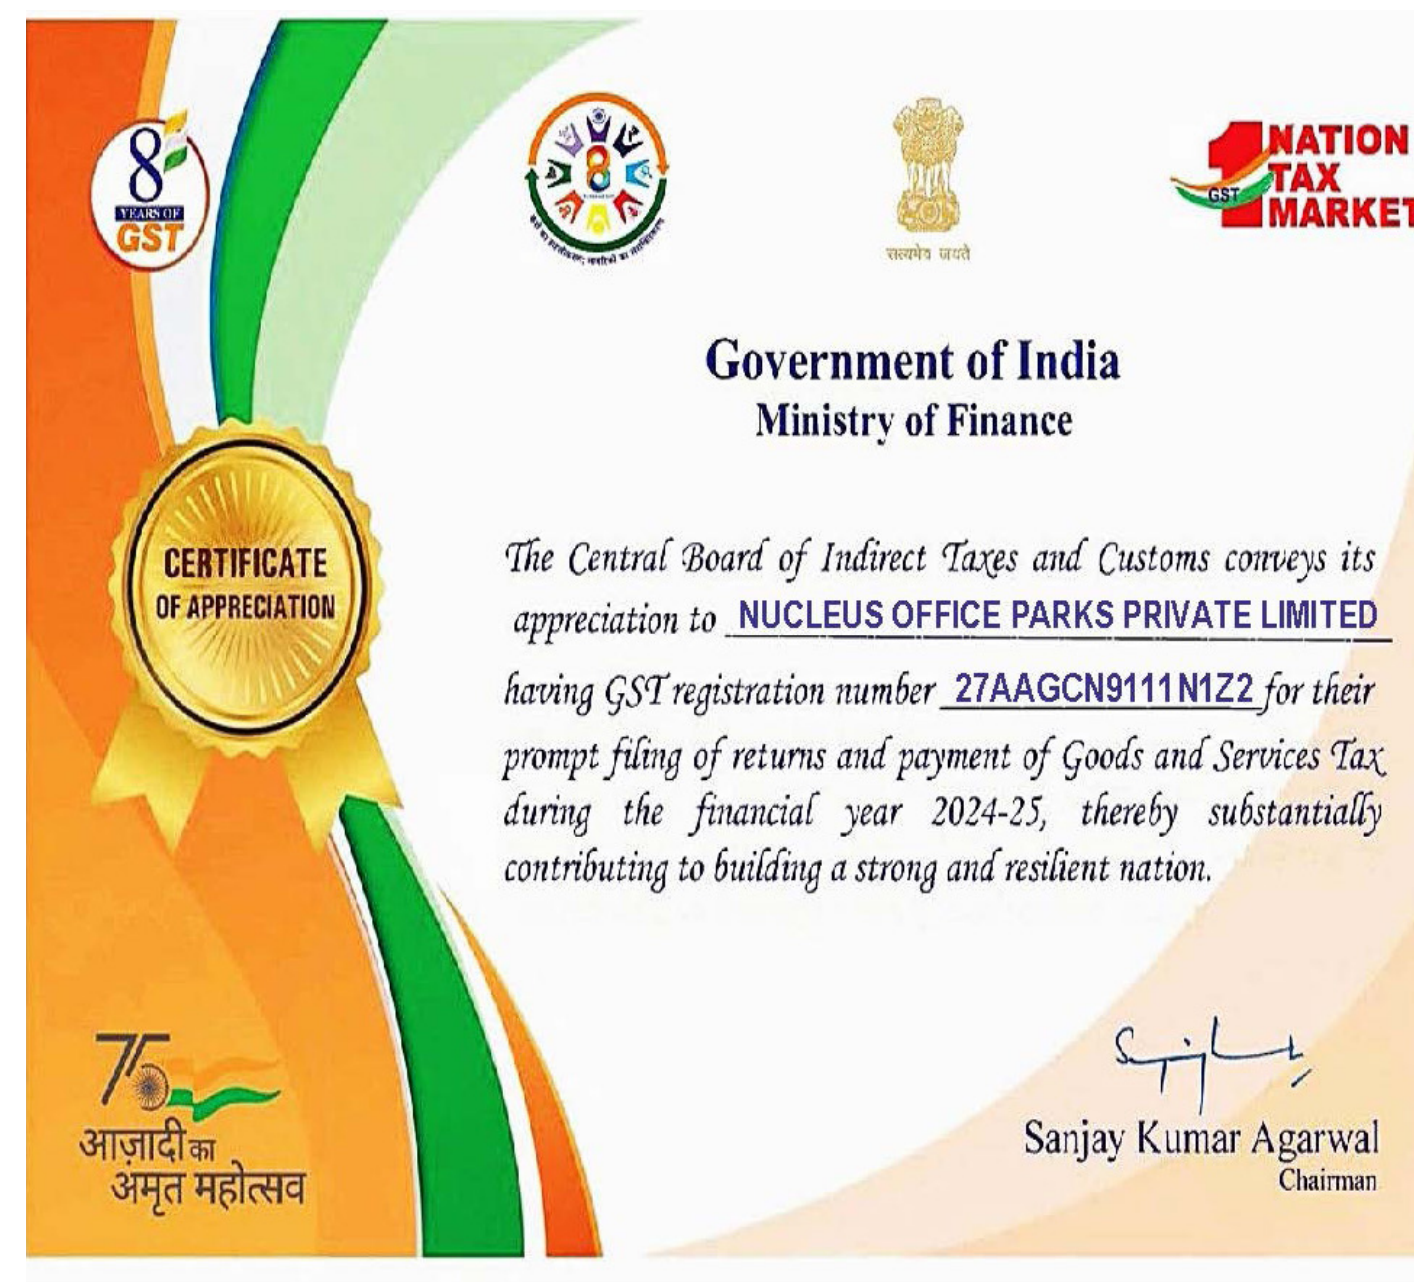 8
YEARS OF
GST
8
सत्यमेव जयते
1 NATION
TAX
MARKET
GST
Government of India
Ministry of Finance
CERTIFICATE
OF APPRECIATION
The Central Board of Indirect Taxes and Customs conveys its
appreciation to NUCLEUS OFFICE PARKS PRIVATE LIMITED
having GST registration number 27AAGCN9111N1Z2 for their
prompt filing of returns and payment of Goods and Services Tax
during the financial year 2024-25, thereby substantially
contributing to building a strong and resilient nation.
75
आज़ादी का
अमृत महोत्सव
Sanjay Kumar Agarwal
Chairman